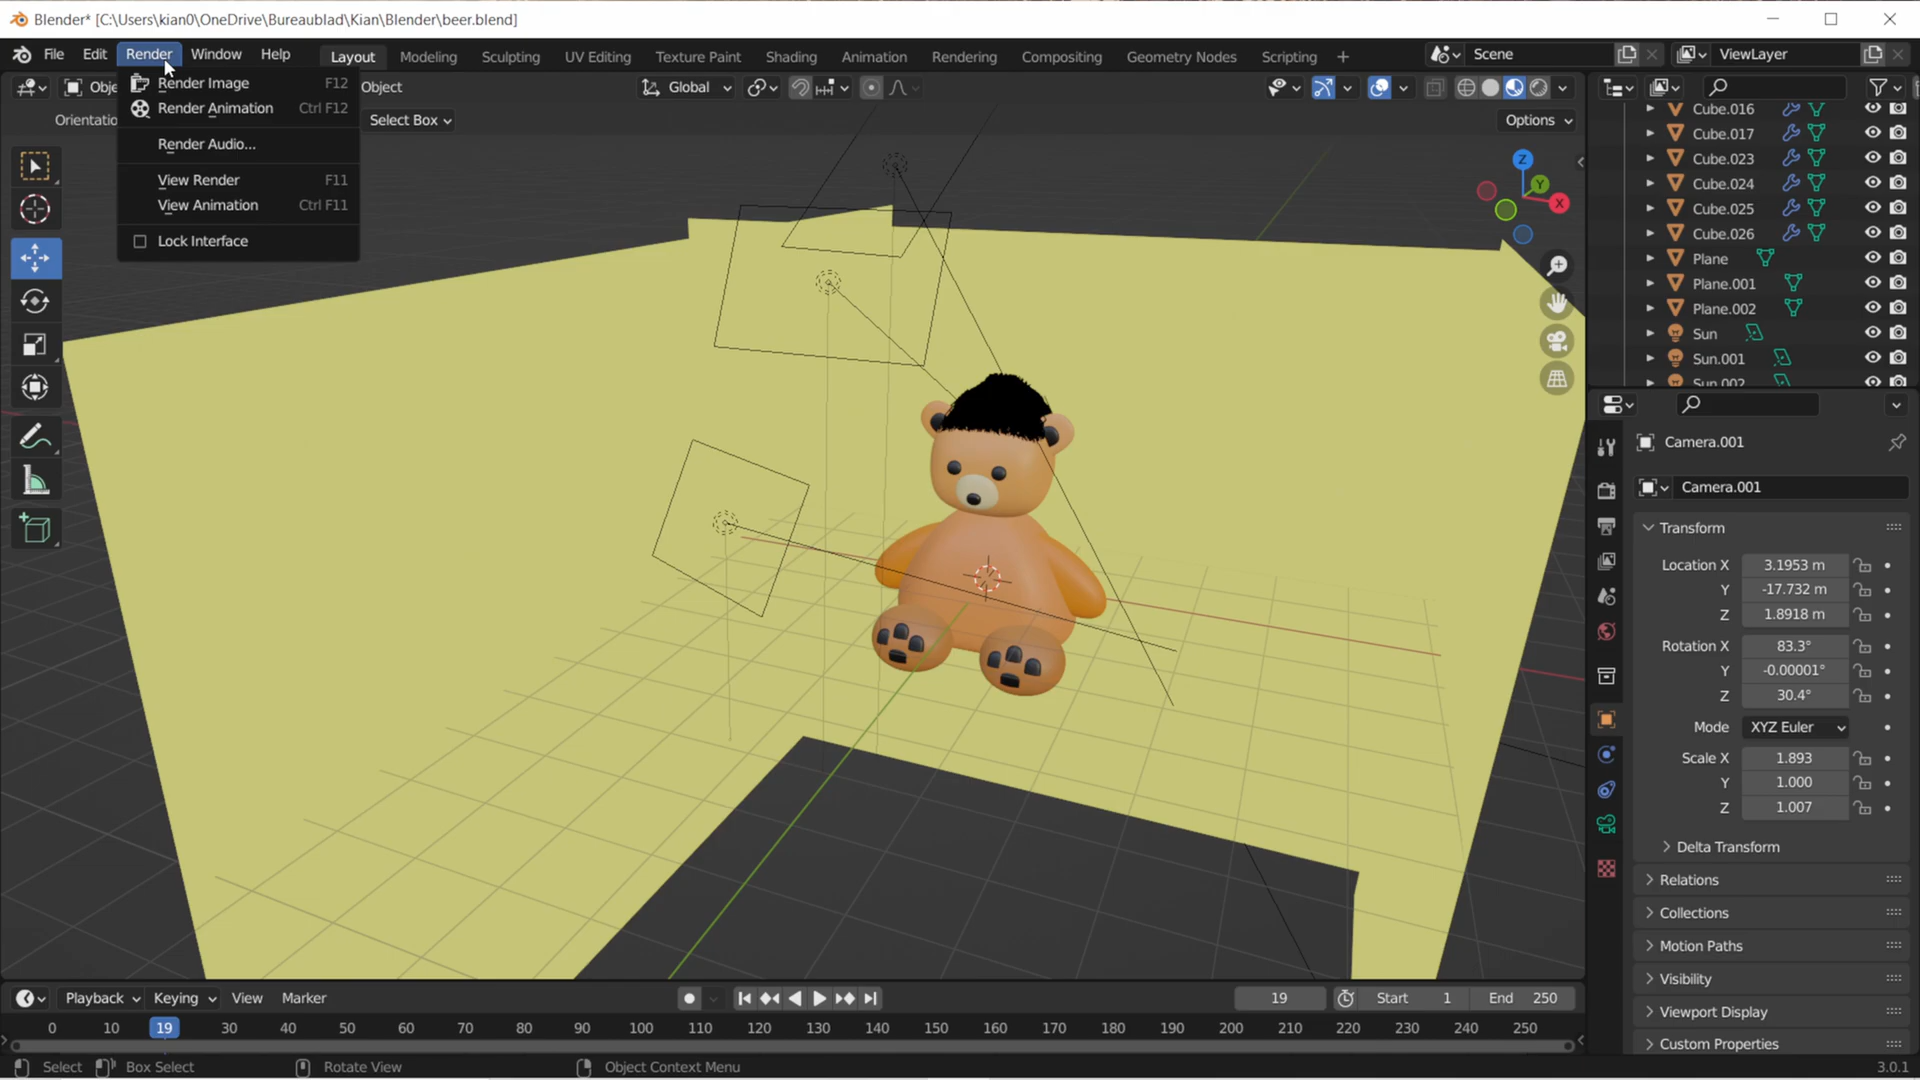 Blender* [C:\Users\kian0\OneDrive\Bureaublad\Kian\Blender\beer.blend]
File Edit Render Window Help Layout Modeling Sculpting UV Editing Texture Paint Shading Animation Rendering Compositing Geometry Nodes Scripting + Scene ViewLayer
Obje Object Global
Orientatio Select Box Options
Render Image F12
Render Animation Ctrl F12
Render Audio...
View Render F11
View Animation Ctrl F11
Lock Interface
Z
Y
X
Cube.016
Cube.017
Cube.023
Cube.024
Cube.025
Cube.026
Plane
Plane.001
Plane.002
Sun
Sun.001
Sun.002
Camera.001
Camera.001
Transform
Location X 3.1953 m
Y -17.732 m
Z 1.8918 m
Rotation X 83.3°
Y -0.00001°
Z 30.4°
Mode XYZ Euler
Scale X 1.893
Y 1.000
Z 1.007
Delta Transform
Relations
Collections
Motion Paths
Visibility
Viewport Display
Custom Properties
Playback Keying View Marker 19 Start 1 End 250
0 10 19 30 40 50 60 70 80 90 100 110 120 130 140 150 160 170 180 190 200 210 220 230 240 250
Select Box Select Rotate View Object Context Menu 3.0.1